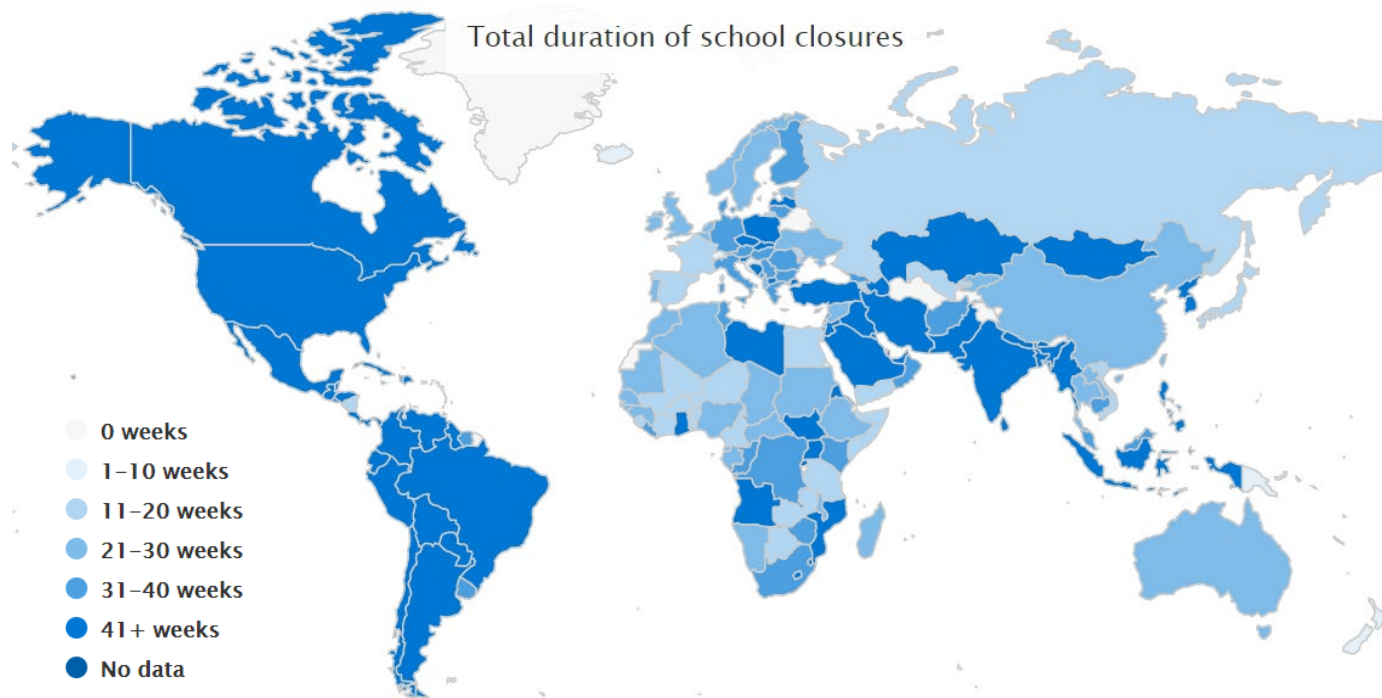 Total duration of school closures
0 weeks
1–10 weeks
11–20 weeks
21–30 weeks
31–40 weeks
41+ weeks
No data